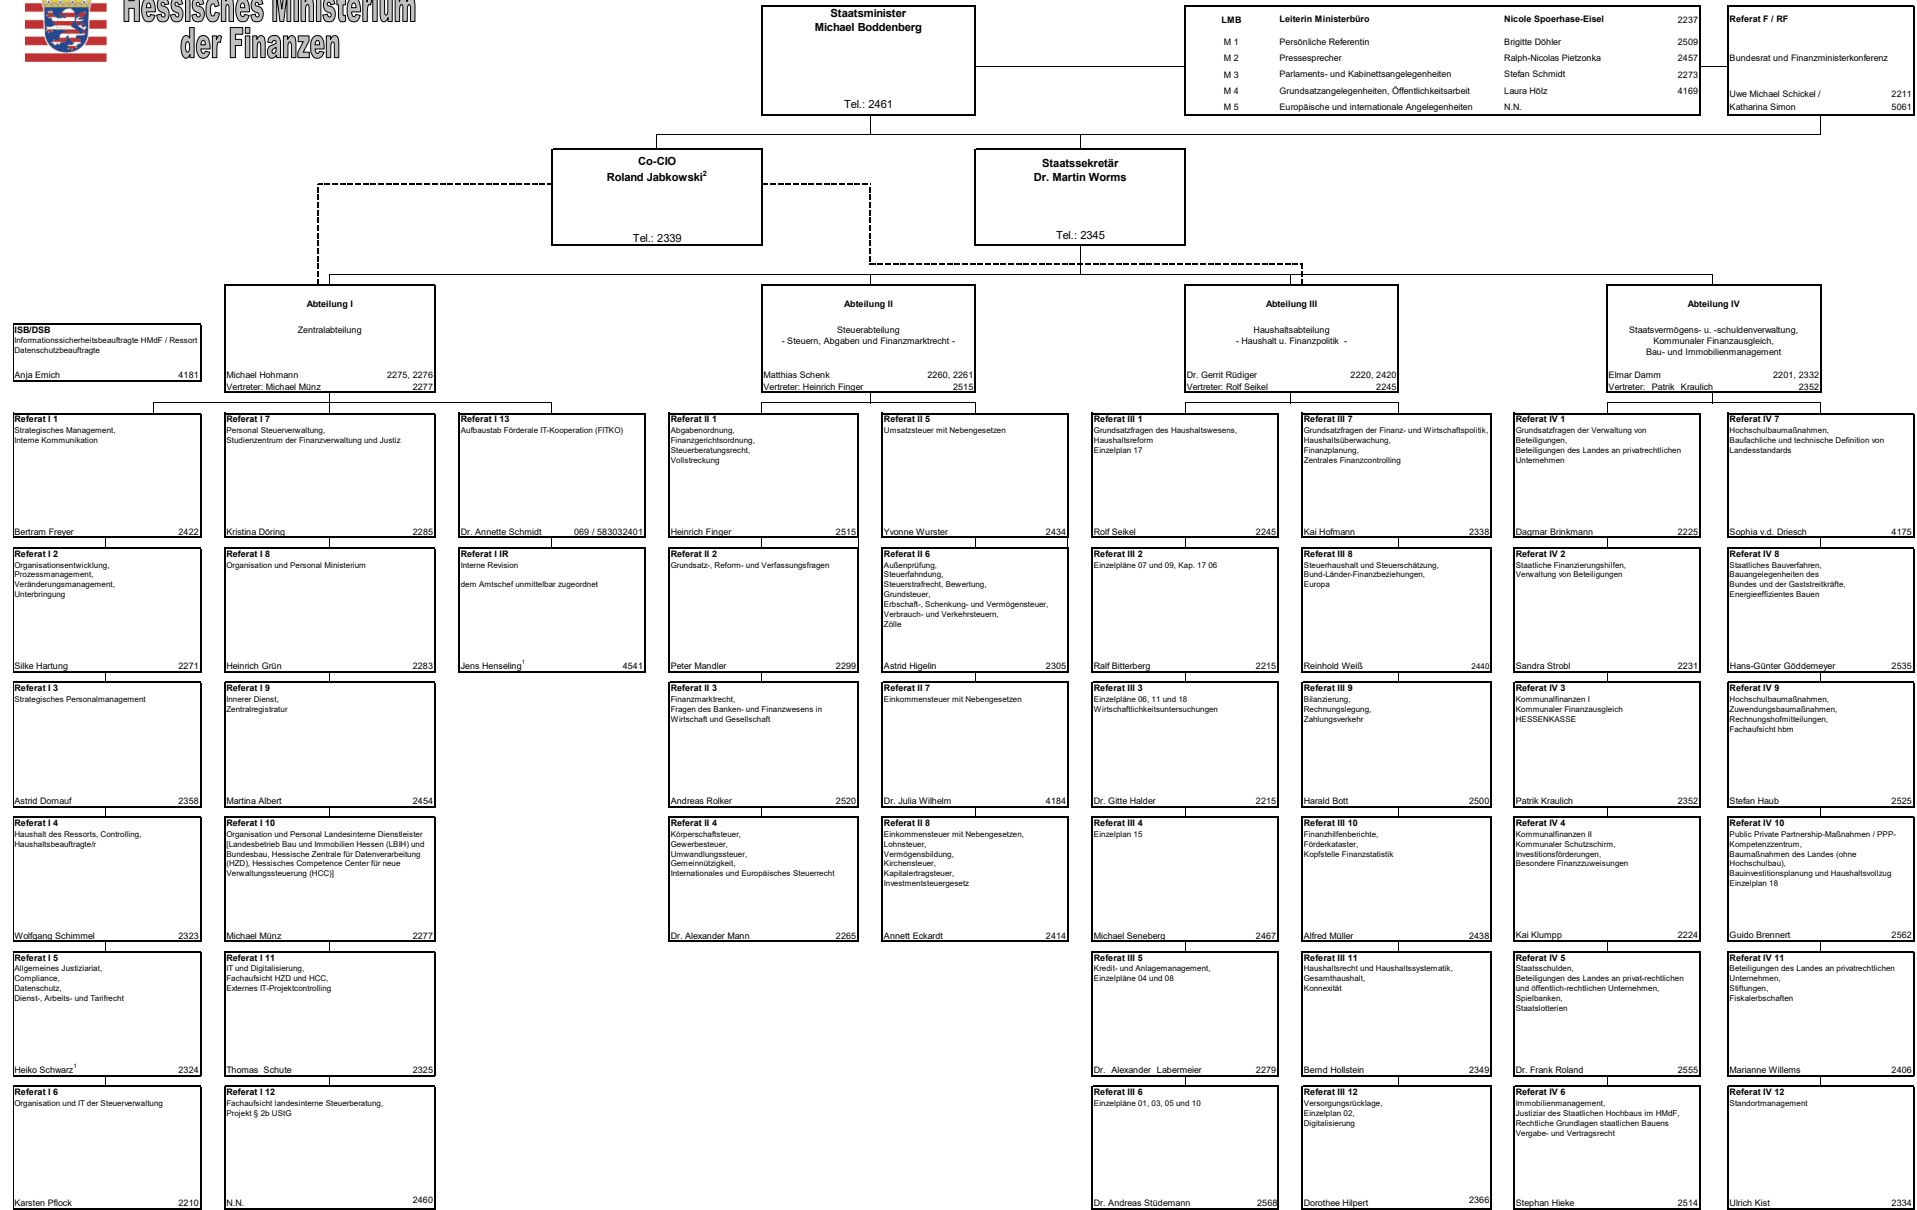 Hessisches Ministerium
der Finanzen
Staatsminister
Michael Boddenberg
Tel.: 2461
LMB Leiterin Ministerbüro Nicole Spoerhase-Eisel 2237
M 1 Persönliche Referentin Brigitte Döhler 2509
M 2 Pressesprecher Ralph-Nicolas Pietzonka 2457
M 3 Parlaments- und Kabinettsangelegenheiten Stefan Schmidt 2273
M 4 Grundsatzangelegenheiten, Öffentlichkeitsarbeit Laura Hölz 4169
M 5 Europäische und internationale Angelegenheiten N.N.
Referat F / RF
Bundesrat und Finanzministerkonferenz
Uwe Michael Schickel / 2211
Katharina Simon 5061
Co-CIO
Roland Jabkowski²
Tel.: 2339
Staatssekretär
Dr. Martin Worms
Tel.: 2345
ISB/DSB
Informationssicherheitsbeauftragte HMdF / Ressort
Datenschutzbeauftragte
Anja Emich 4181
Abteilung I
Zentralabteilung
Michael Hohmann 2275, 2276
Vertreter: Michael Münz 2277
Abteilung II
Steuerabteilung
- Steuern, Abgaben und Finanzmarktrecht -
Matthias Schenk 2260, 2261
Vertreter: Heinrich Finger 2515
Abteilung III
Haushaltsabteilung
- Haushalt u. Finanzpolitik -
Dr. Gerrit Rüdiger 2220, 2420
Vertreter: Rolf Seikel 2245
Abteilung IV
Staatsvermögens- u. -schuldenverwaltung,
Kommunaler Finanzausgleich,
Bau- und Immobilienmanagement
Elmar Damm 2201, 2332
Vertreter: Patrik Kraulich 2352
Referat I 1
Strategisches Management,
Interne Kommunikation
Bertram Freyer 2422
Referat I 2
Organisationsentwicklung,
Prozessmanagement,
Veränderungsmanagement,
Unterbringung
Silke Hartung 2271
Referat I 3
Strategisches Personalmanagement
Astrid Dornauf 2358
Referat I 4
Haushalt des Ressorts, Controlling,
Haushaltsbeauftragte/r
Wolfgang Schimmel 2323
Referat I 5
Allgemeines Justiziariat,
Compliance,
Datenschutz,
Dienst-, Arbeits- und Tarifrecht
Heiko Schwarz¹ 2324
Referat I 6
Organisation und IT der Steuerverwaltung
Karsten Pflock 2210
Referat I 7
Personal Steuerverwaltung,
Studienzentrum der Finanzverwaltung und Justiz
Kristina Döring 2285
Referat I 8
Organisation und Personal Ministerium
Heinrich Grün 2283
Referat I 9
Innerer Dienst,
Zentralregistratur
Martina Albert 2454
Referat I 10
Organisation und Personal Landesinterne Dienstleister
[Landesbetrieb Bau und Immobilien Hessen (LBIH) und
Bundesbau, Hessische Zentrale für Datenverarbeitung
(HZD), Hessisches Competence Center für neue
Verwaltungssteuerung (HCC)]
Michael Münz 2277
Referat I 11
IT und Digitalisierung,
Fachaufsicht HZD und HCC,
Externes IT-Projektcontrolling
Thomas Schute 2325
Referat I 12
Fachaufsicht landesinterne Steuerberatung,
Projekt § 2b UStG
N.N. 2460
Referat I 13
Aufbaustab Förderale IT-Kooperation (FITKO)
Dr. Annette Schmidt 069 / 583032401
Referat I IR
Interne Revision
dem Amtschef unmittelbar zugeordnet
Jens Henseling¹ 4541
Referat II 1
Abgabenordnung,
Finanzgerichtsordnung,
Steuerberatungsrecht,
Vollstreckung
Heinrich Finger 2515
Referat II 2
Grundsatz-, Reform- und Verfassungsfragen
Peter Mandler 2299
Referat II 3
Finanzmarktrecht,
Fragen des Banken- und Finanzwesens in
Wirtschaft und Gesellschaft
Andreas Rolker 2520
Referat II 4
Körperschaftsteuer,
Gewerbesteuer,
Umwandlungssteuer,
Gemeinnützigkeit,
Internationales und Europäisches Steuerrecht
Dr. Alexander Mann 2265
Referat II 5
Umsatzsteuer mit Nebengesetzen
Yvonne Wurster 2434
Referat II 6
Außenprüfung,
Steuerfahndung,
Steuerstrafrecht, Bewertung,
Grundsteuer,
Erbschaft-, Schenkung- und Vermögensteuer,
Verbrauch- und Verkehrsteuern,
Zölle
Astrid Higelin 2305
Referat II 7
Einkommensteuer mit Nebengesetzen
Dr. Julia Wilhelm 4184
Referat II 8
Einkommensteuer mit Nebengesetzen,
Lohnsteuer,
Vermögensbildung,
Kirchensteuer,
Kapitalertragsteuer,
Investmentsteuergesetz
Annett Eckardt 2414
Referat III 1
Grundsatzfragen des Haushaltswesens,
Haushaltsreform
Einzelplan 17
Rolf Seikel 2245
Referat III 2
Einzelpläne 07 und 09, Kap. 17 06
Ralf Bitterberg 2215
Referat III 3
Einzelpläne 06, 11 und 18
Wirtschaftlichkeitsuntersuchungen
Dr. Gitte Halder 2215
Referat III 4
Einzelplan 15
Michael Seneberg 2467
Referat III 5
Kredit- und Anlagemanagement,
Einzelpläne 04 und 08
Dr. Alexander Labermeier 2279
Referat III 6
Einzelpläne 01, 03, 05 und 10
Dr. Andreas Stüdemann 2568
Referat III 7
Grundsatzfragen der Finanz- und Wirtschaftspolitik,
Haushaltsüberwachung,
Finanzplanung,
Zentrales Finanzcontrolling
Kai Hofmann 2338
Referat III 8
Steuerhaushalt und Steuerschätzung,
Bund-Länder-Finanzbeziehungen,
Europa
Reinhold Weiß 2440
Referat III 9
Bilanzierung,
Rechnungslegung,
Zahlungsverkehr
Harald Bott 2500
Referat III 10
Finanzhilfenberichte,
Förderkataster,
Kopfstelle Finanzstatistik
Alfred Müller 2438
Referat III 11
Haushaltsrecht und Haushaltssystematik,
Gesamthaushalt,
Konnexität
Bernd Hollstein 2349
Referat III 12
Versorgungsrücklage,
Einzelplan 02,
Digitalisierung
Dorothee Hilpert 2366
Referat IV 1
Grundsatzfragen der Verwaltung von
Beteiligungen,
Beteiligungen des Landes an privatrechtlichen
Unternehmen
Dagmar Brinkmann 2225
Referat IV 2
Staatliche Finanzierungshilfen,
Verwaltung von Beteiligungen
Sandra Strobl 2231
Referat IV 3
Kommunalfinanzen I
Kommunaler Finanzausgleich
HESSENKASSE
Patrik Kraulich 2352
Referat IV 4
Kommunalfinanzen II
Kommunaler Schutzschirm,
Investitionsförderungen,
Besondere Finanzzuweisungen
Kai Klumpp 2224
Referat IV 5
Staatsschulden,
Beteiligungen des Landes an privat-rechtlichen
und öffentlich-rechtlichen Unternehmen,
Spielbanken,
Staatslotterien
Dr. Frank Roland 2555
Referat IV 6
Immobilienmanagement,
Justiziar des Staatlichen Hochbaus im HMdF,
Rechtliche Grundlagen staatlichen Bauens
Vergabe- und Vertragsrecht
Stephan Hieke 2514
Referat IV 7
Hochschulbaumaßnahmen,
Baufachliche und technische Definition von
Landesstandards
Sophia v.d. Driesch 4175
Referat IV 8
Staatliches Bauverfahren,
Bauangelegenheiten des
Bundes und der Gaststreitkräfte,
Energieeffizientes Bauen
Hans-Günter Göddemeyer 2535
Referat IV 9
Hochschulbaumaßnahmen,
Zuwendungsbaumaßnahmen,
Rechnungshofmitteilungen,
Fachaufsicht hbm
Stefan Haub 2525
Referat IV 10
Public Private Partnership-Maßnahmen / PPP-
Kompetenzzentrum,
Baumaßnahmen des Landes (ohne
Hochschulbau),
Bauinvestitionsplanung und Haushaltsvollzug
Einzelplan 18
Guido Brennert 2562
Referat IV 11
Beteiligungen des Landes an privatrechtlichen
Unternehmen,
Stiftungen,
Fiskalerbschaften
Marianne Willems 2406
Referat IV 12
Standortmanagement
Ulrich Kist 2334